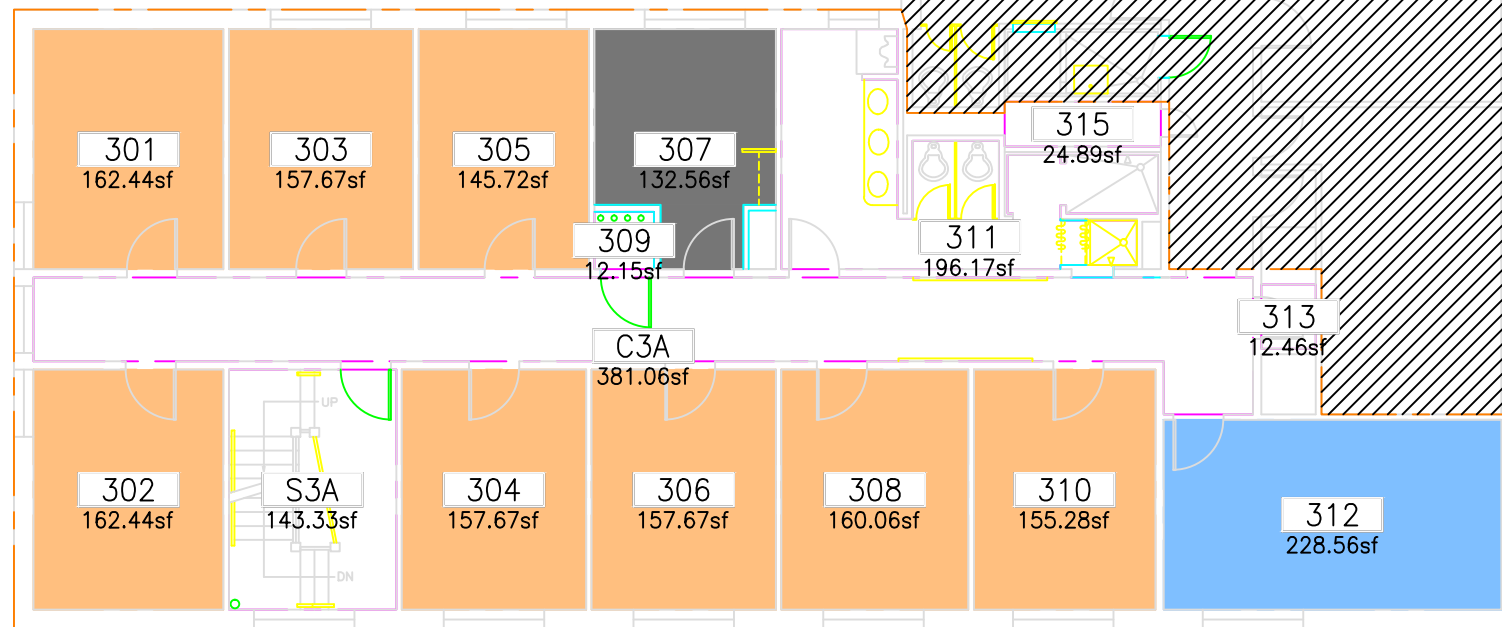 301
162.44sf
303
157.67sf
305
145.72sf
307
132.56sf
315
24.89sf
309
12.15sf
311
196.17sf
313
12.46sf
C3A
381.06sf
UP
302
162.44sf
S3A
143.33sf
304
157.67sf
306
157.67sf
308
160.06sf
310
155.28sf
312
228.56sf
DN